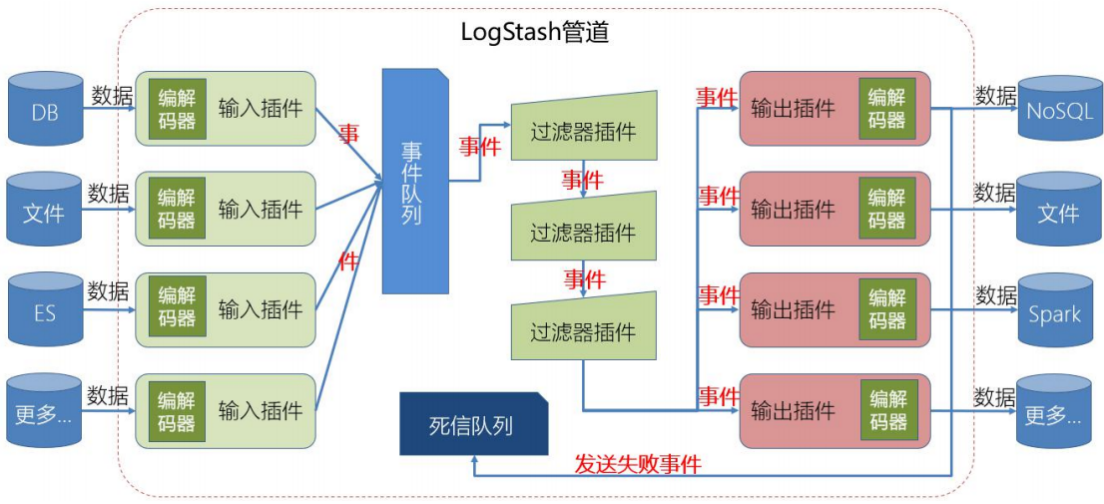 LogStash管道
DB
数据
编解
码器
输入插件
事
文件
数据
编解
码器
输入插件
ES
数据
编解
码器
输入插件
件
更多...
数据
编解
码器
输入插件
事件队列
事件
过滤器插件
事件
过滤器插件
事件
过滤器插件
事件
输出插件
编解
码器
数据
NoSQL
事件
输出插件
编解
码器
数据
文件
事件
输出插件
编解
码器
数据
Spark
事件
输出插件
编解
码器
数据
更多...
死信队列
发送失败事件